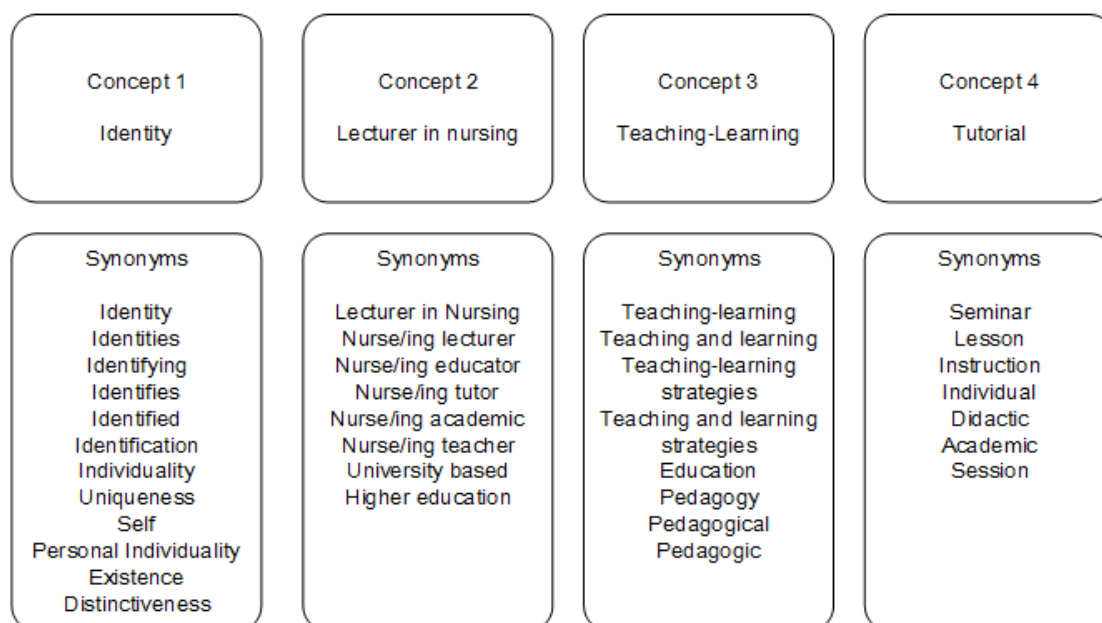 Concept 1
Identity
Concept 2
Lecturer in nursing
Concept 3
Teaching-Learning
Concept 4
Tutorial
Synonyms
Identity
Identities
Identifying
Identifies
Identified
Identification
Individuality
Uniqueness
Self
Personal Individuality
Existence
Distinctiveness
Synonyms
Lecturer in Nursing
Nurse/ing lecturer
Nurse/ing educator
Nurse/ing tutor
Nurse/ing academic
Nurse/ing teacher
University based
Higher education
Synonyms
Teaching-learning
Teaching and learning
Teaching-learning
strategies
Teaching and learning
strategies
Education
Pedagogy
Pedagogical
Pedagogic
Synonyms
Seminar
Lesson
Instruction
Individual
Didactic
Academic
Session